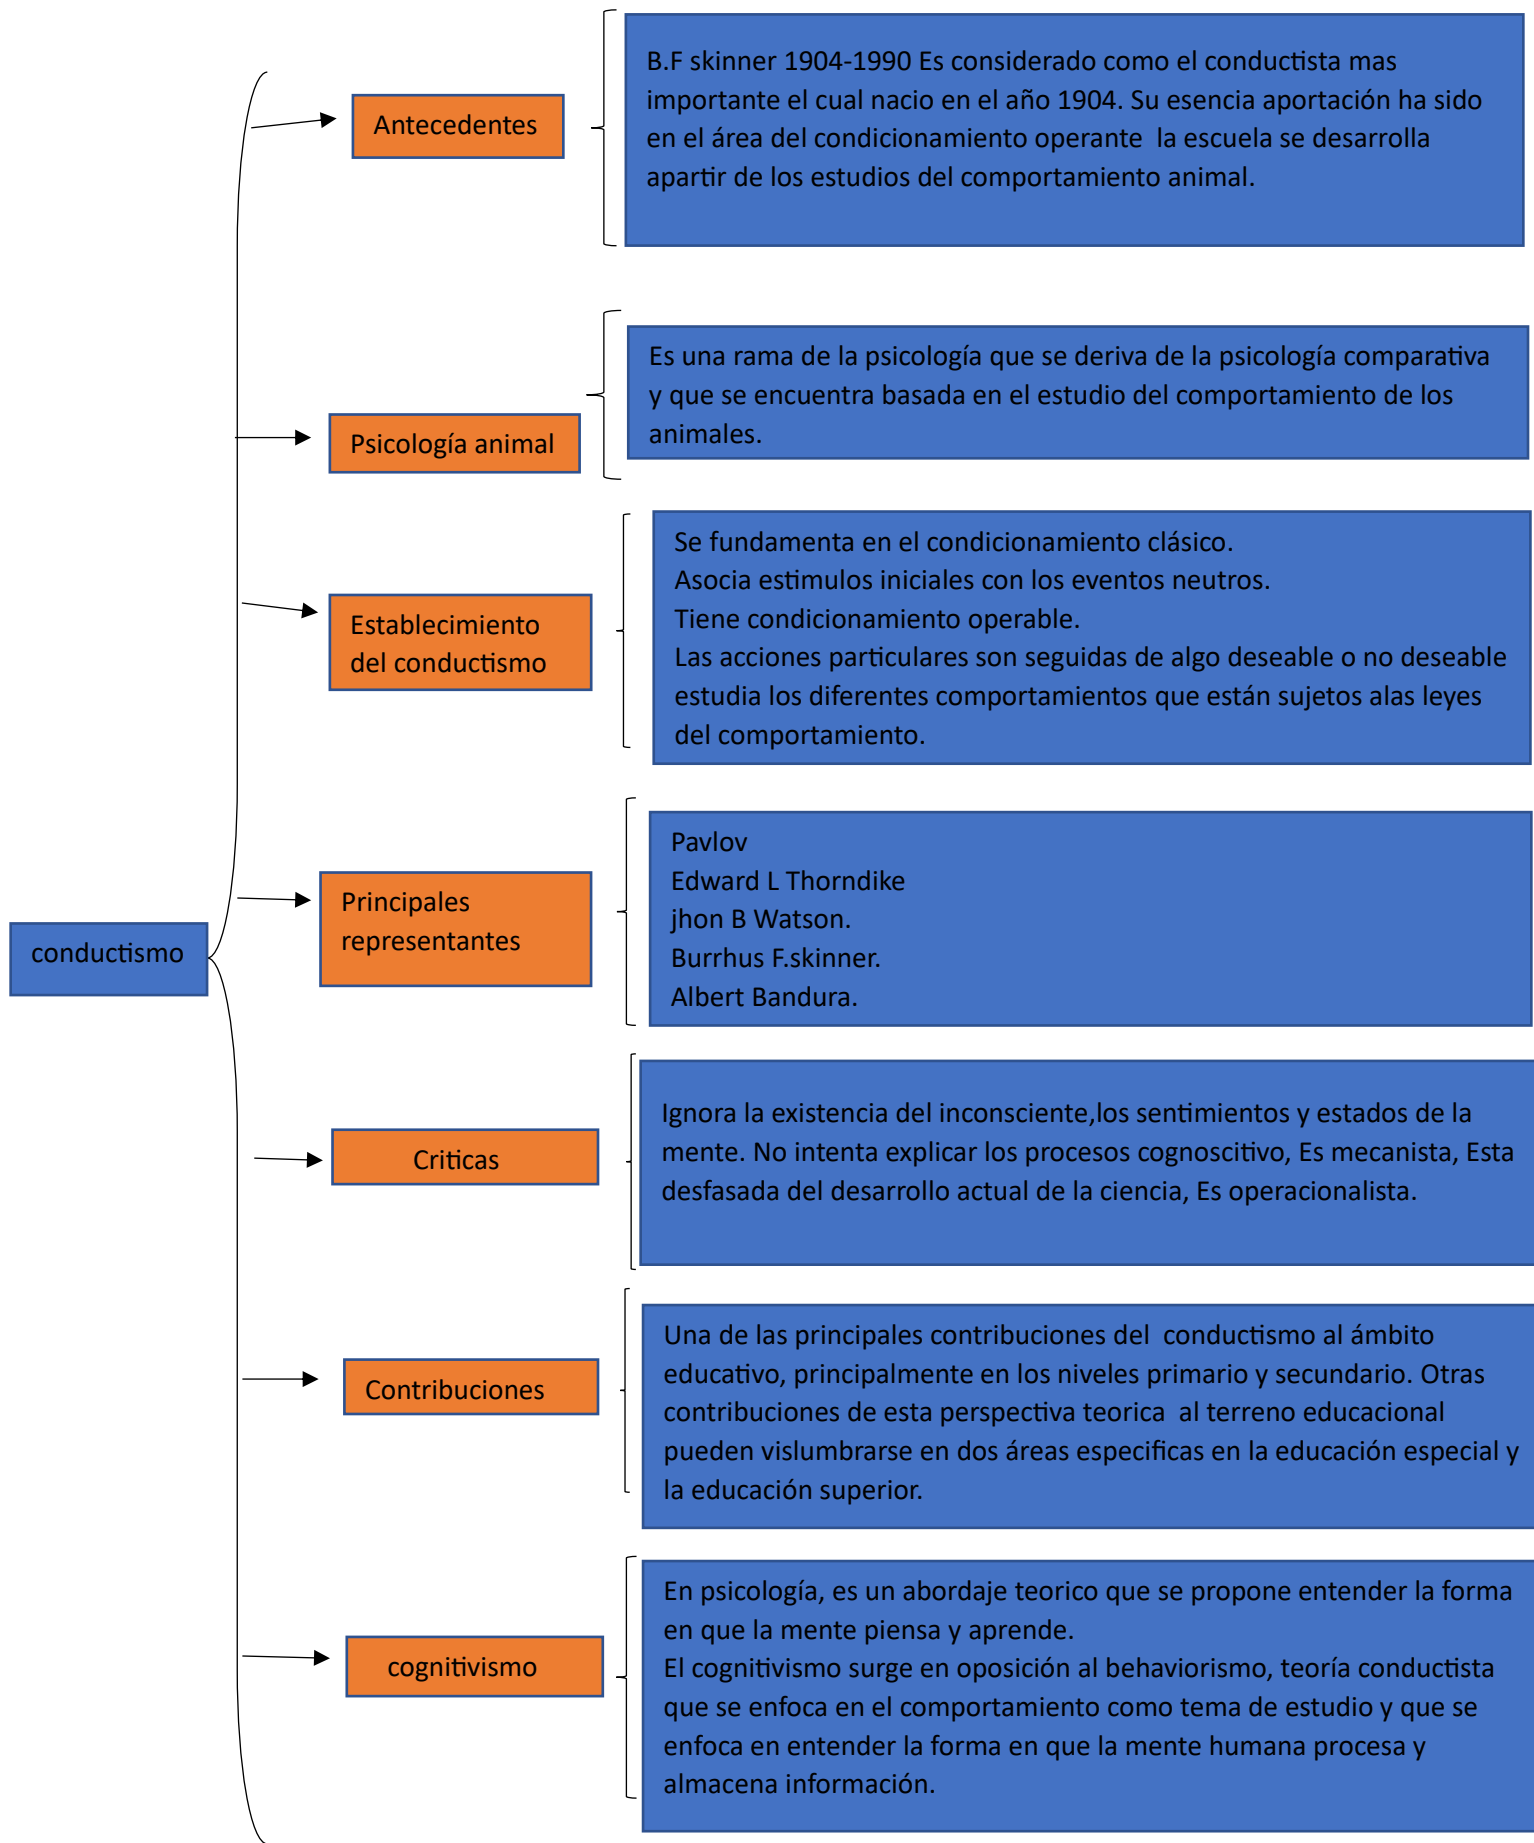 conductismo
Antecedentes
B.F skinner 1904-1990 Es considerado como el conductista mas
importante el cual nacio en el año 1904. Su esencia aportación ha sido
en el área del condicionamiento operante  la escuela se desarrolla
apartir de los estudios del comportamiento animal.
Psicología animal
Es una rama de la psicología que se deriva de la psicología comparativa
y que se encuentra basada en el estudio del comportamiento de los
animales.
Establecimiento
del conductismo
Se fundamenta en el condicionamiento clásico.
Asocia estimulos iniciales con los eventos neutros.
Tiene condicionamiento operable.
Las acciones particulares son seguidas de algo deseable o no deseable
estudia los diferentes comportamientos que están sujetos alas leyes
del comportamiento.
Principales
representantes
Pavlov
Edward L Thorndike
jhon B Watson.
Burrhus F.skinner.
Albert Bandura.
Criticas
Ignora la existencia del inconsciente,los sentimientos y estados de la
mente. No intenta explicar los procesos cognoscitivo, Es mecanista, Esta
desfasada del desarrollo actual de la ciencia, Es operacionalista.
Contribuciones
Una de las principales contribuciones del  conductismo al ámbito
educativo, principalmente en los niveles primario y secundario. Otras
contribuciones de esta perspectiva teorica  al terreno educacional
pueden vislumbrarse en dos áreas especificas en la educación especial y
la educación superior.
cognitivismo
En psicología, es un abordaje teorico que se propone entender la forma
en que la mente piensa y aprende.
El cognitivismo surge en oposición al behaviorismo, teoría conductista
que se enfoca en el comportamiento como tema de estudio y que se
enfoca en entender la forma en que la mente humana procesa y
almacena información.